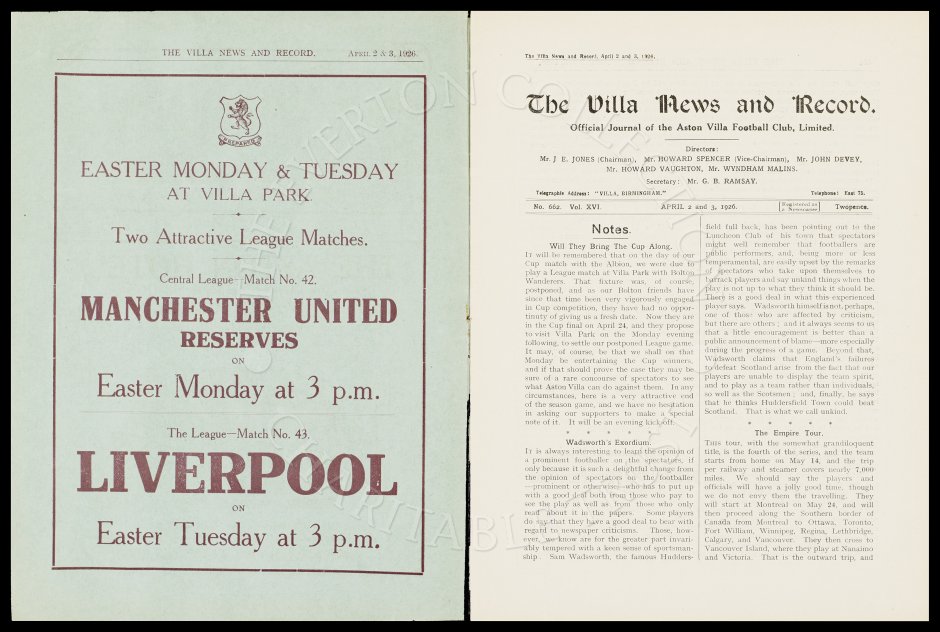 THE VILLA NEWS AND RECORD. APRIL 2 & 3, 1926.
PREPARED
EASTER MONDAY & TUESDAY
AT VILLA PARK.
Two Attractive League Matches.
Central League—Match No. 42.
MANCHESTER UNITED
RESERVES
ON
Easter Monday at 3 p.m.
The League—Match No. 43.
LIVERPOOL
ON
Easter Tuesday at 3 p.m.
The Villa News and Record, April 2 and 3, 1926.
The Villa News and Record.
Official Journal of the Aston Villa Football Club, Limited.
Directors:
Mr. J E. JONES (Chairman), Mr. HOWARD SPENCER (Vice-Chairman), Mr. JOHN DEVEY,
Mr. HOWARD VAUGHTON, Mr. WYNDHAM MALINS.
Secretary: Mr. G. B. RAMSAY.
Telegraphic Address: "VILLA, BIRMINGHAM." Telephone: East 75.
No. 662. Vol. XVI. APRIL 2 and 3, 1926. Registered as a Newspaper Twopence.
Notes.
Will They Bring The Cup Along.
It will be remembered that on the day of our
Cup match with the Albion, we were due to
play a League match at Villa Park with Bolton
Wanderers. That fixture was, of course,
postponed, and as our Bolton friends have
since that time been very vigorously engaged
in Cup competition, they have had no oppor-
tunity of giving us a fresh date. Now they are
in the Cup final on April 24, and they propose
to visit Villa Park on the Monday evening
following, to settle our postponed League game.
It may, of course, be that we shall on that
Monday be entertaining the Cup winners,
and if that should prove the case they may be
sure of a rare concourse of spectators to see
what Aston Villa can do against them. In any
circumstances, here is a very attractive end
of the season game, and we have no hesitation
in asking our supporters to make a special
note of it. It will be an evening kick-off.
* * * * * *
Wadsworth's Exordium.
It is always interesting to learn the opinion of
a prominent footballer on the spectators, if
only because it is such a delightful change from
the opinion of spectators on the footballer
—prominent or otherwise, who has to put up
with a good deal both from those who pay to
see the play as well as from those who only
read about it in the papers. Some players
do say that they have a good deal to bear with
regard to newspaper criticisms. Those, how-
ever, we know are for the greater part invari-
ably tempered with a keen sense of sportsman-
ship. Sam Wadsworth, the famous Hudders-
field full back, has been pointing out to the
Luncheon Club of his town that spectators
might well remember that footballers are
public performers, and, being more or less
temperamental, are easily upset by the remarks
of spectators who take upon themselves to
barrack players and say unkind things when the
play is not up to what they think it should be.
There is a good deal in what this experienced
player says. Wadsworth himself is not, perhaps,
one of those who are affected by criticism,
but there are others; and it always seems to us
that a little encouragement is better than a
public announcement of blame—more especially
during the progress of a game. Beyond that,
Wadsworth claims that England's failures
to defeat Scotland arise from the fact that our
players are unable to display the team spirit,
and to play as a team rather than individuals,
so well as the Scotsmen; and, finally, he says
that he thinks Huddersfield Town could beat
Scotland. That is what we call unkind.
* * * * *
The Empire Tour.
This tour, with the somewhat grandiloquent
title, is the fourth of the series, and the team
starts from home on May 14, and the trip
per railway and steamer covers nearly 7,000
miles. We should say the players and
officials will have a jolly good time, though
we do not envy them the travelling. They
will start at Montreal on May 24, and will
then proceed along the Southern border of
Canada from Montreal to Ottawa, Toronto,
Fort William, Winnipeg, Regina, Lethbridge,
Calgary, and Vancouver. They then cross to
Vancouver Island, where they play at Nanaimo
and Victoria. That is the outward trip, and